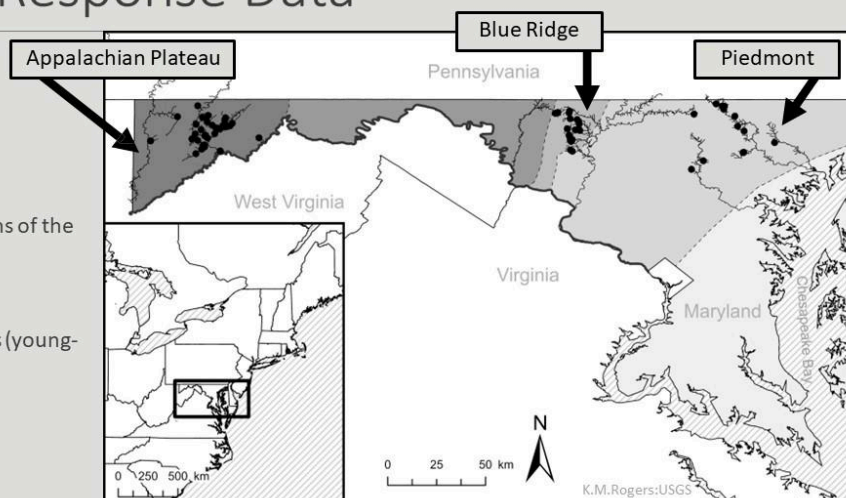 Response Data
Appalachian Plateau
Blue Ridge
Piedmont
Pennsylvania
ns of the
West Virginia
(young-
Virginia
Maryland
Chesapeake Bay
N
0 250 500 km
0 25 50 km
K.M.Rogers:USGS